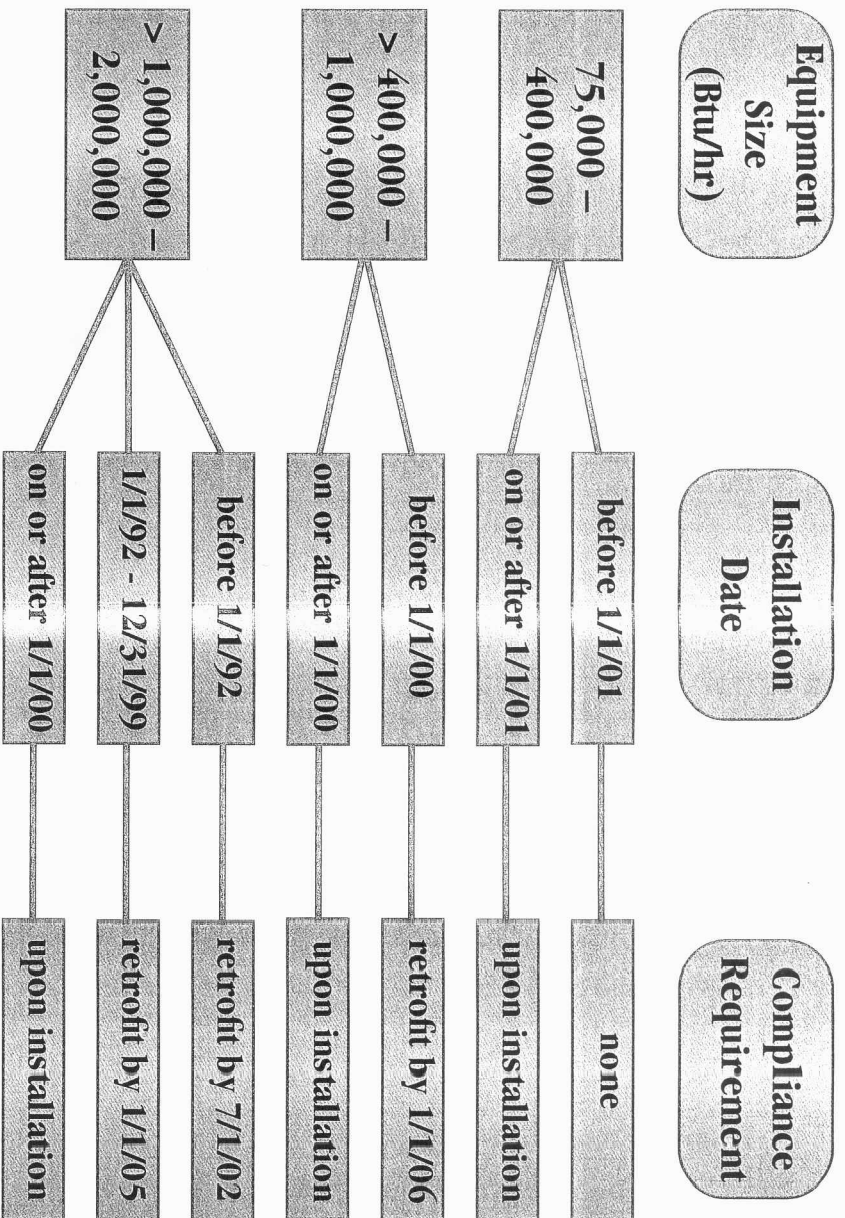 Equipment
Size
(Btu/hr)
Installation
Date
Compliance
Requirement
75,000 –
400,000
before 1/1/01
none
on or after 1/1/01
upon installation
> 400,000 –
1,000,000
before 1/1/00
retrofit by 1/1/06
on or after 1/1/00
upon installation
> 1,000,000 –
2,000,000
before 1/1/92
retrofit by 7/1/02
1/1/92 - 12/31/99
retrofit by 1/1/05
on or after 1/1/00
upon installation